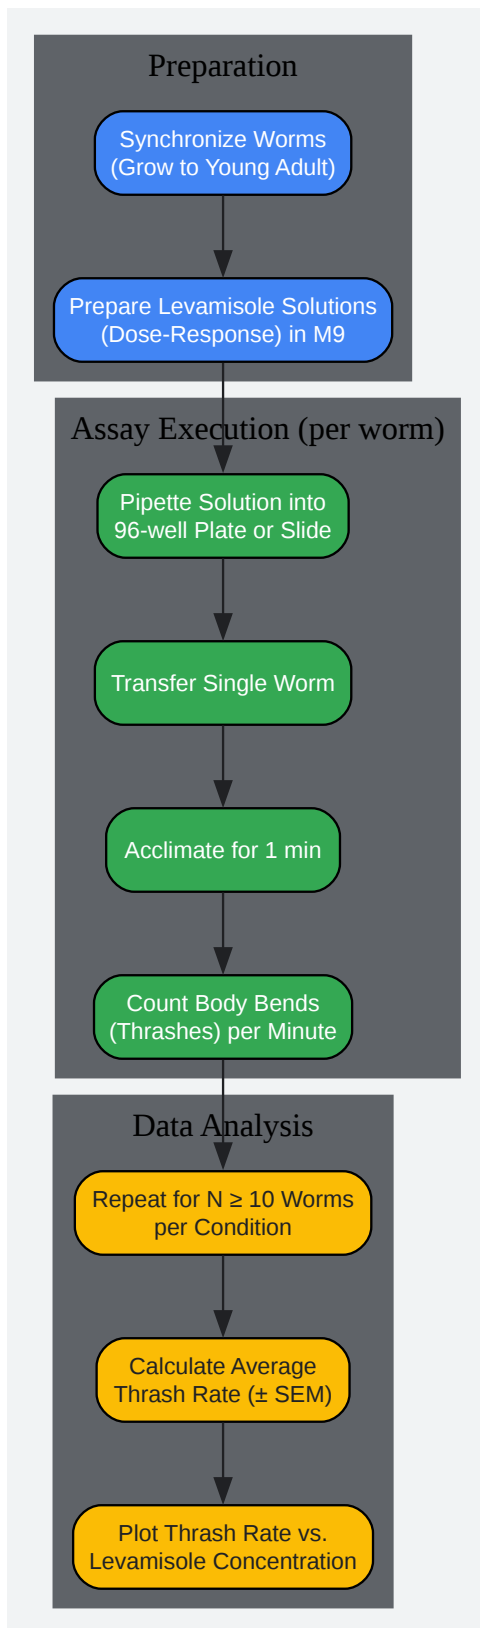 Preparation
Synchronize Worms
(Grow to Young Adult)
Prepare Levamisole Solutions
(Dose-Response) in M9
Assay Execution (per worm)
Pipette Solution into
96-well Plate or Slide
Transfer Single Worm
Acclimate for 1 min
Count Body Bends
(Thrashes) per Minute
Data Analysis
Repeat for N ≥ 10 Worms
per Condition
Calculate Average
Thrash Rate (± SEM)
Plot Thrash Rate vs.
Levamisole Concentration